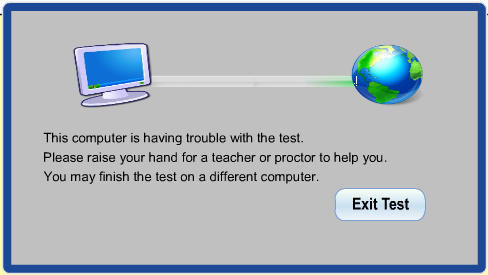 This computer is having trouble with the test.
Please raise your hand for a teacher or proctor to help you.
You may finish the test on a different computer.
Exit Test